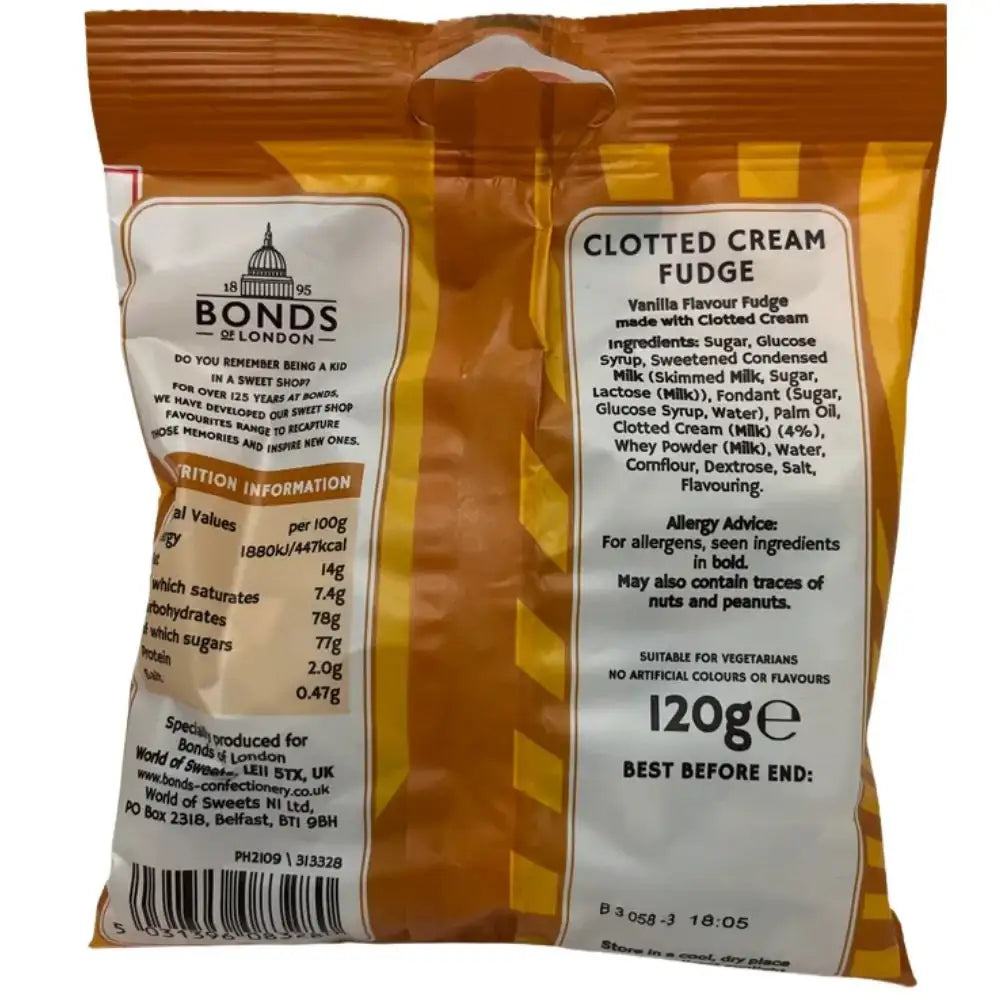 18 95
BONDS
OF LONDON
DO YOU REMEMBER BEING A KID
IN A SWEET SHOP?
FOR OVER 125 YEARS AT BONDS,
WE HAVE DEVELOPED OUR SWEET SHOP
FAVOURITES RANGE TO RECAPTURE
THOSE MEMORIES AND INSPIRE NEW ONES.
RITION INFORMATION
al Values per 100g
rgy 1880kJ/447kcal
14g
which saturates 7.4g
rbohydrates 78g
f which sugars 77g
Protein 2.0g
Salt 0.47g
Specially produced for
Bonds of London
World of Sweets, LE11 5TX, UK
www.bonds-confectionery.co.uk
World of Sweets NI Ltd,
PO Box 2318, Belfast, BT1 9BH
PH2109 \ 313328
CLOTTED CREAM
FUDGE
Vanilla Flavour Fudge
made with Clotted Cream
Ingredients: Sugar, Glucose
Syrup, Sweetened Condensed
Milk (Skimmed Milk, Sugar,
Lactose (Milk)), Fondant (Sugar,
Glucose Syrup, Water), Palm Oil,
Clotted Cream (Milk) (4%),
Whey Powder (Milk), Water,
Cornflour, Dextrose, Salt,
Flavouring.
Allergy Advice:
For allergens, seen ingredients
in bold.
May also contain traces of
nuts and peanuts.
SUITABLE FOR VEGETARIANS
NO ARTIFICIAL COLOURS OR FLAVOURS
120g℮
BEST BEFORE END:
B 3 058-3 18:05
Store in a cool, dry place